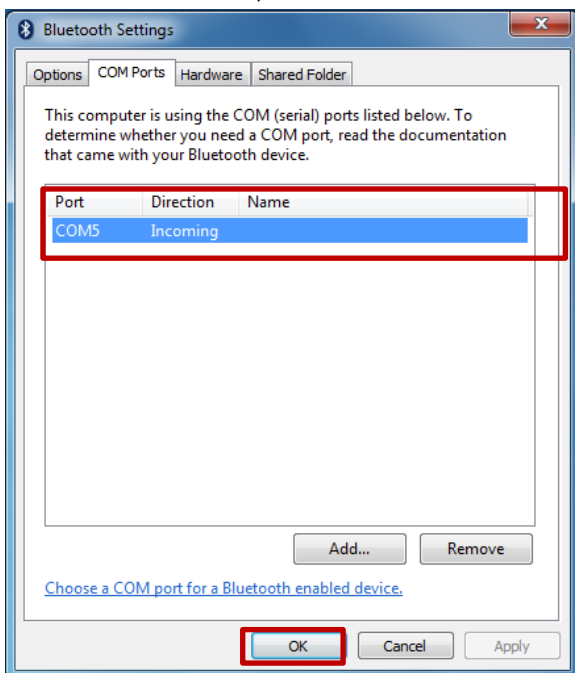 Bluetooth Settings
Options COM Ports Hardware Shared Folder
This computer is using the COM (serial) ports listed below. To
determine whether you need a COM port, read the documentation
that came with your Bluetooth device.
Port Direction Name
COM5 Incoming
Add... Remove
Choose a COM port for a Bluetooth enabled device.
OK Cancel Apply